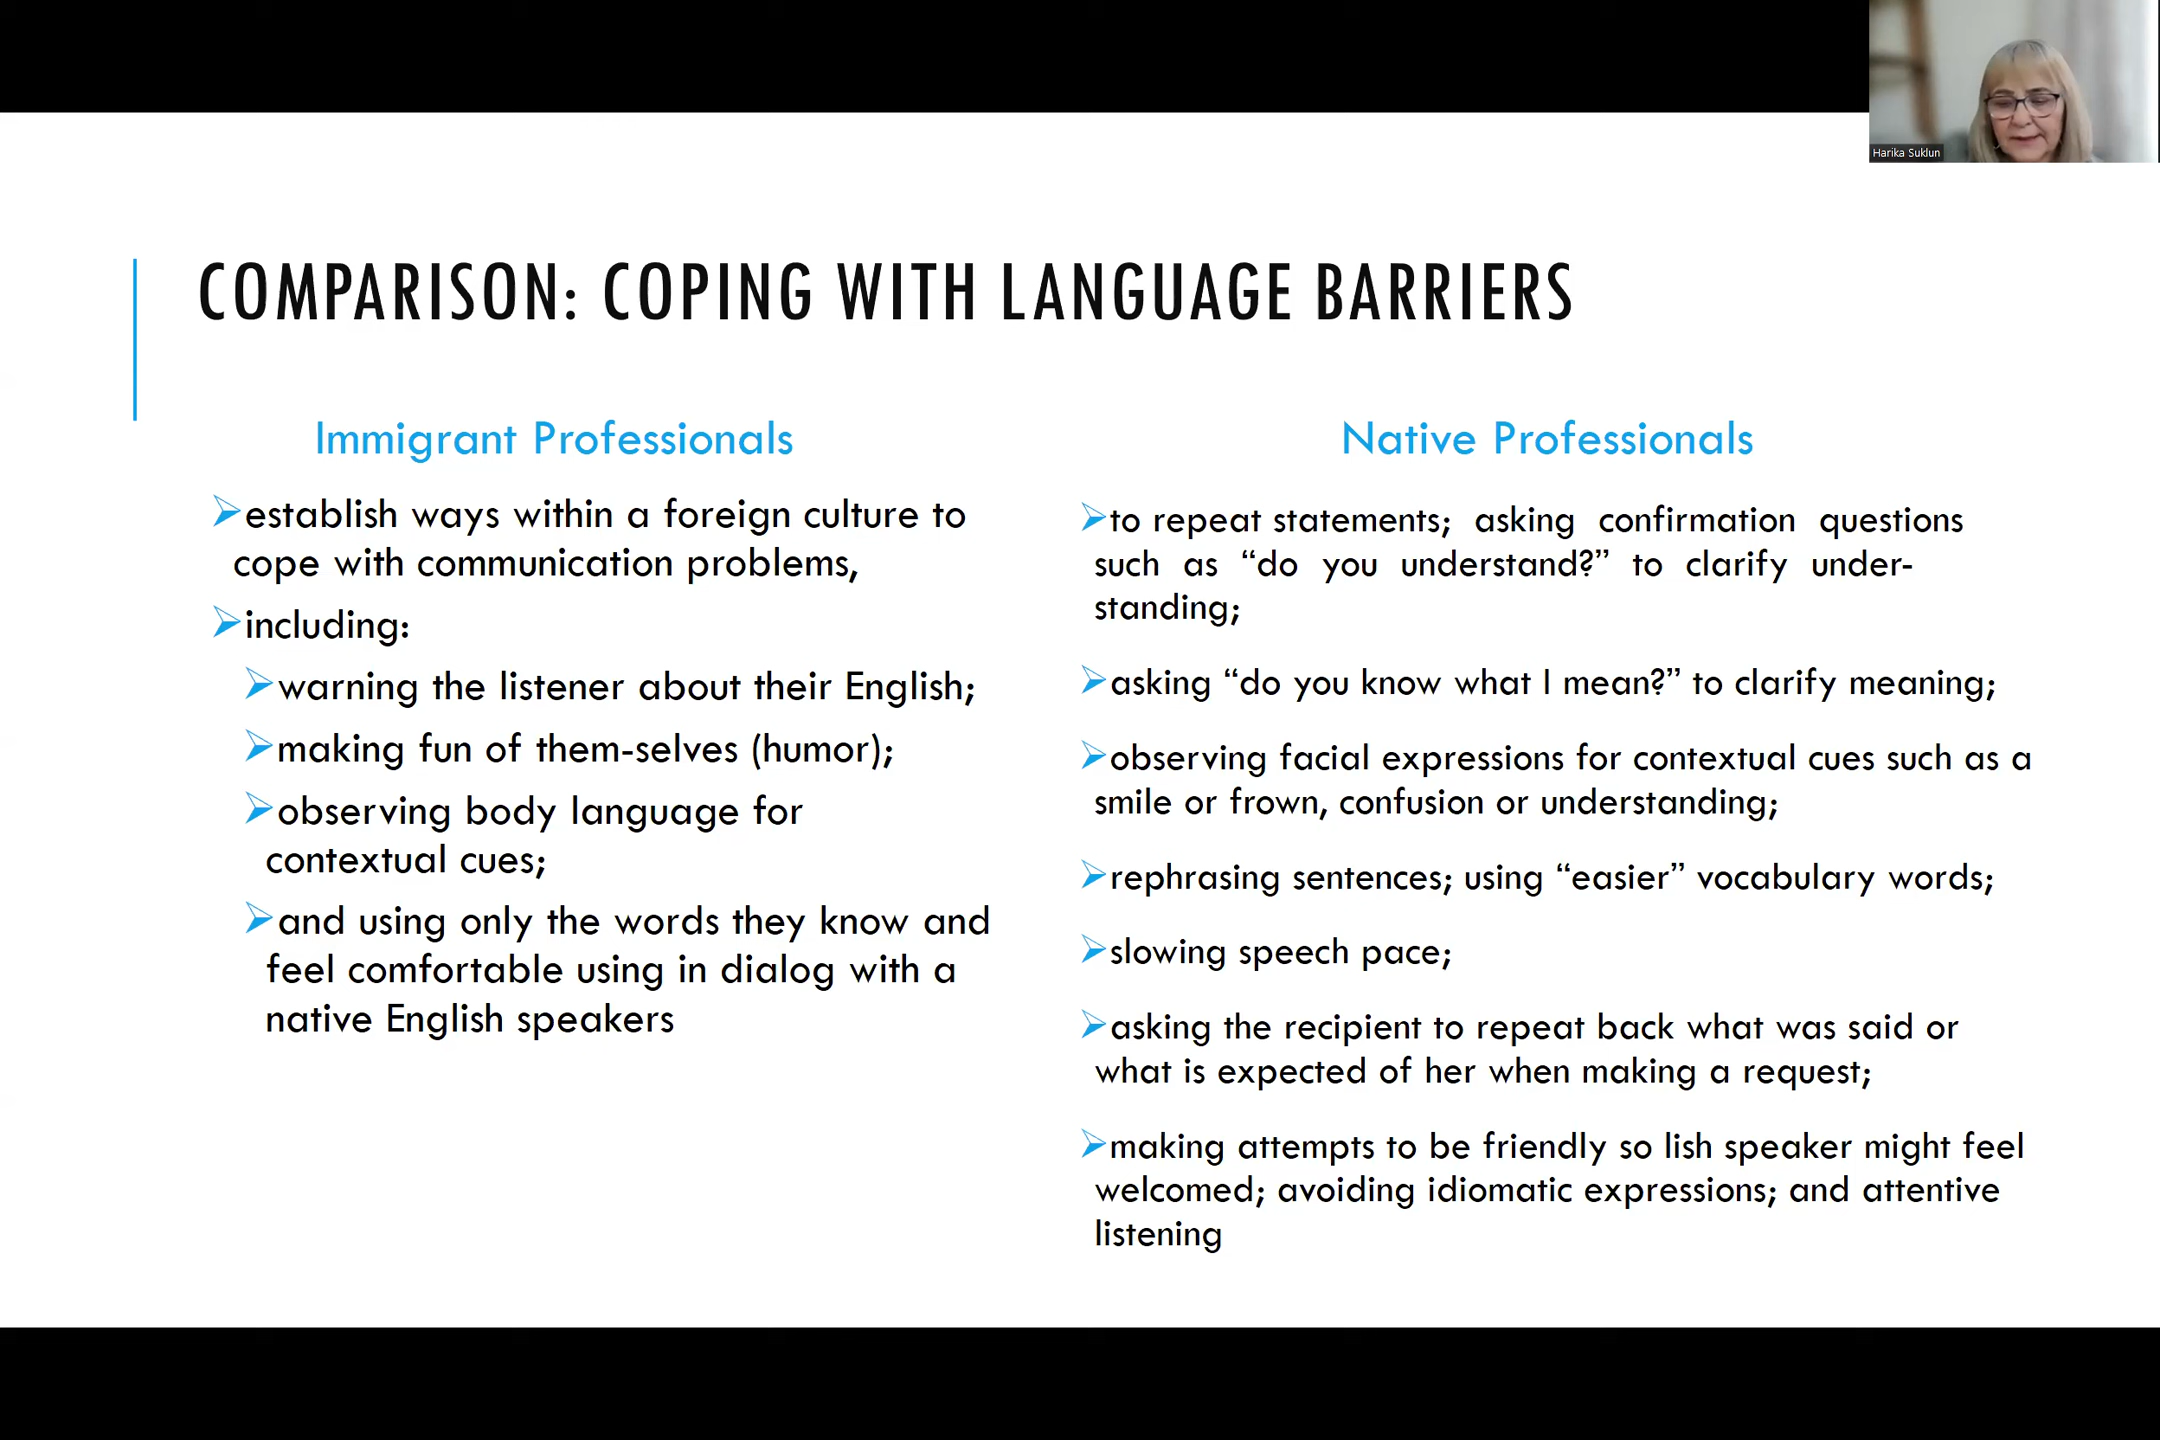 Harika Suklun
COMPARISON: COPING WITH LANGUAGE BARRIERS
Immigrant Professionals
➢establish ways within a foreign culture to
cope with communication problems,
➢including:
➢warning the listener about their English;
➢making fun of them-selves (humor);
➢observing body language for
contextual cues;
➢and using only the words they know and
feel comfortable using in dialog with a
native English speakers
Native Professionals
➢to repeat statements; asking confirmation questions
such as “do you understand?” to clarify under-
standing;
➢asking “do you know what I mean?” to clarify meaning;
➢observing facial expressions for contextual cues such as a
smile or frown, confusion or understanding;
➢rephrasing sentences; using “easier” vocabulary words;
➢slowing speech pace;
➢asking the recipient to repeat back what was said or
what is expected of her when making a request;
➢making attempts to be friendly so lish speaker might feel
welcomed; avoiding idiomatic expressions; and attentive
listening